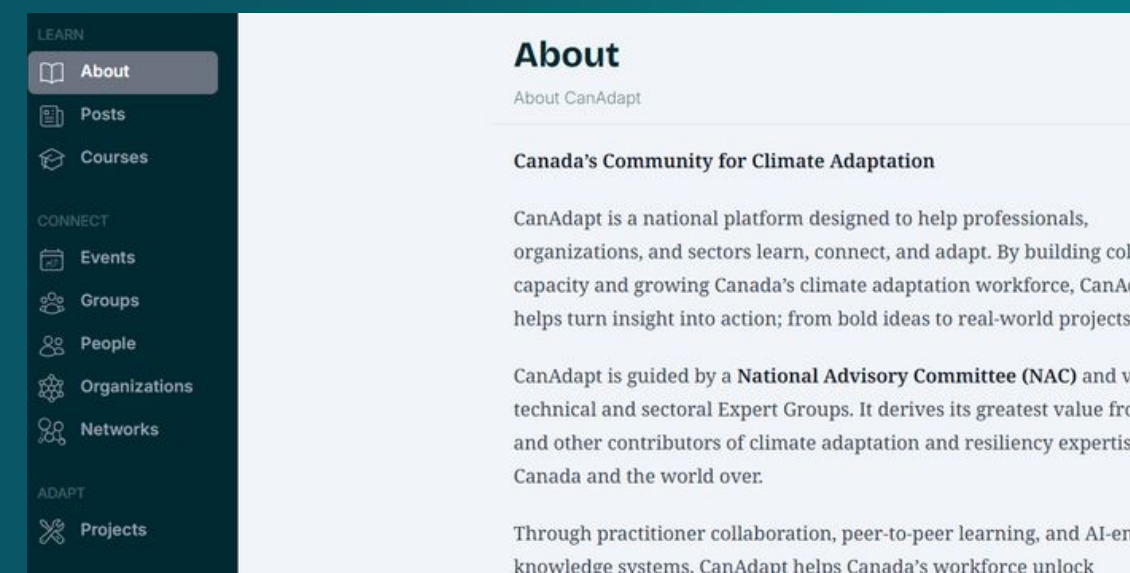 LEARN
About
Posts
Courses
CONNECT
Events
Groups
People
Organizations
Networks
ADAPT
Projects
About
About CanAdapt
Canada's Community for Climate Adaptation
CanAdapt is a national platform designed to help professionals,
organizations, and sectors learn, connect, and adapt. By building
capacity and growing Canada's climate adaptation workforce,
helps turn insight into action; from bold ideas to real-world projects
CanAdapt is guided by a National Advisory Committee (NAC) and
technical and sectoral Expert Groups. It derives its greatest value
and other contributors of climate adaptation and resiliency
Canada and the world over.
Through practitioner collaboration, peer-to-peer learning, and
knowledge systems, CanAdapt helps Canada's workforce unlock